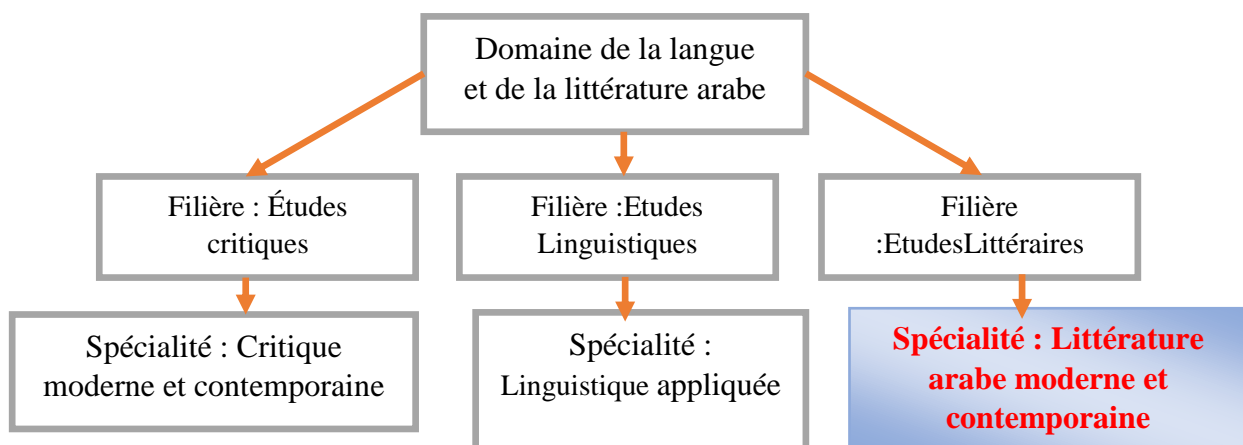 Domaine de la langue
et de la littérature arabe
Filière : Études
critiques
Filière :Etudes
Linguistiques
Filière
:EtudesLittéraires
Spécialité : Critique
moderne et contemporaine
Spécialité :
Linguistique appliquée
Spécialité : Littérature
arabe moderne et
contemporaine